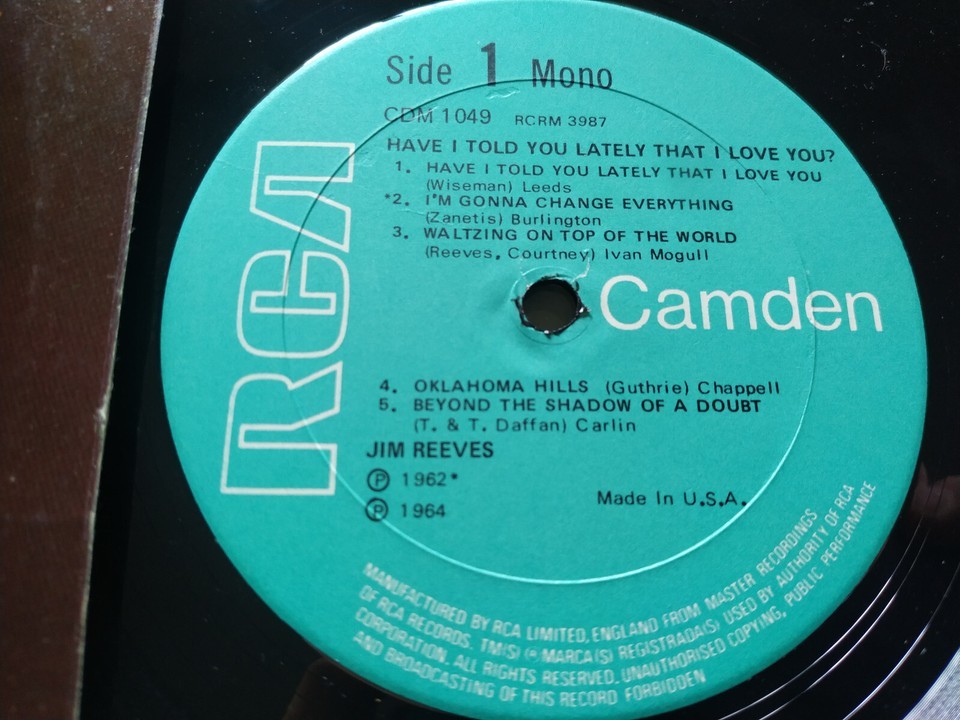 Side 1 Mono
CDM 1049 RCRM 3987
HAVE I TOLD YOU LATELY THAT I LOVE YOU?
1. HAVE I TOLD YOU LATELY THAT I LOVE YOU
(Wiseman) Leeds
*2. I'M GONNA CHANGE EVERYTHING
(Zanetis) Burlington
3. WALTZING ON TOP OF THE WORLD
(Reeves, Courtney) Ivan Mogull
RCA
Camden
4. OKLAHOMA HILLS (Guthrie) Chappell
5. BEYOND THE SHADOW OF A DOUBT
(T. & T. Daffan) Carlin
JIM REEVES
Ⓟ 1962*
Ⓟ 1964
Made In U.S.A.
MANUFACTURED BY RCA LIMITED, ENGLAND FROM MASTER RECORDINGS
OF RCA RECORDS. TM(S) ® MARCA(S) REGISTRADA(S) USED BY AUTHORITY OF RCA
CORPORATION. ALL RIGHTS RESERVED. UNAUTHORISED COPYING, PUBLIC PERFORMANCE
AND BROADCASTING OF THIS RECORD FORBIDDEN